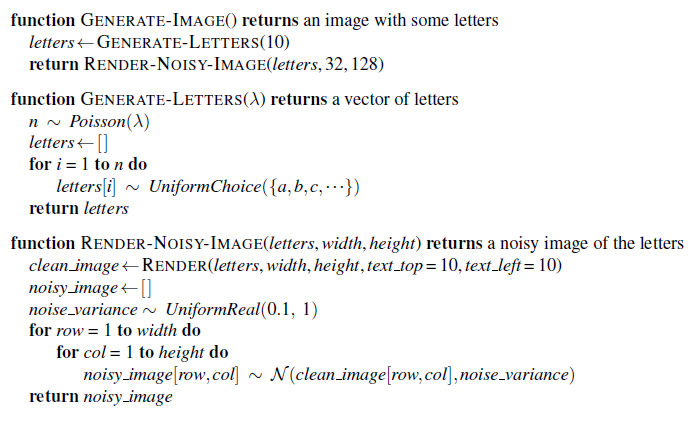 function GENERATE-IMAGE() returns an image with some letters
letters←GENERATE-LETTERS(10)
return RENDER-NOISY-IMAGE(letters, 32, 128)
function GENERATE-LETTERS(λ) returns a vector of letters
n ∼ Poisson(λ)
letters←[]
for i = 1 to n do
letters[i] ∼ UniformChoice({a,b,c,⋯})
return letters
function RENDER-NOISY-IMAGE(letters, width, height) returns a noisy image of the letters
clean_image←RENDER(letters, width, height, text_top = 10, text_left = 10)
noisy_image←[]
noise_variance ∼ UniformReal(0.1, 1)
for row = 1 to width do
for col = 1 to height do
noisy_image[row,col] ∼ 𝒩(clean_image[row,col], noise_variance)
return noisy_image